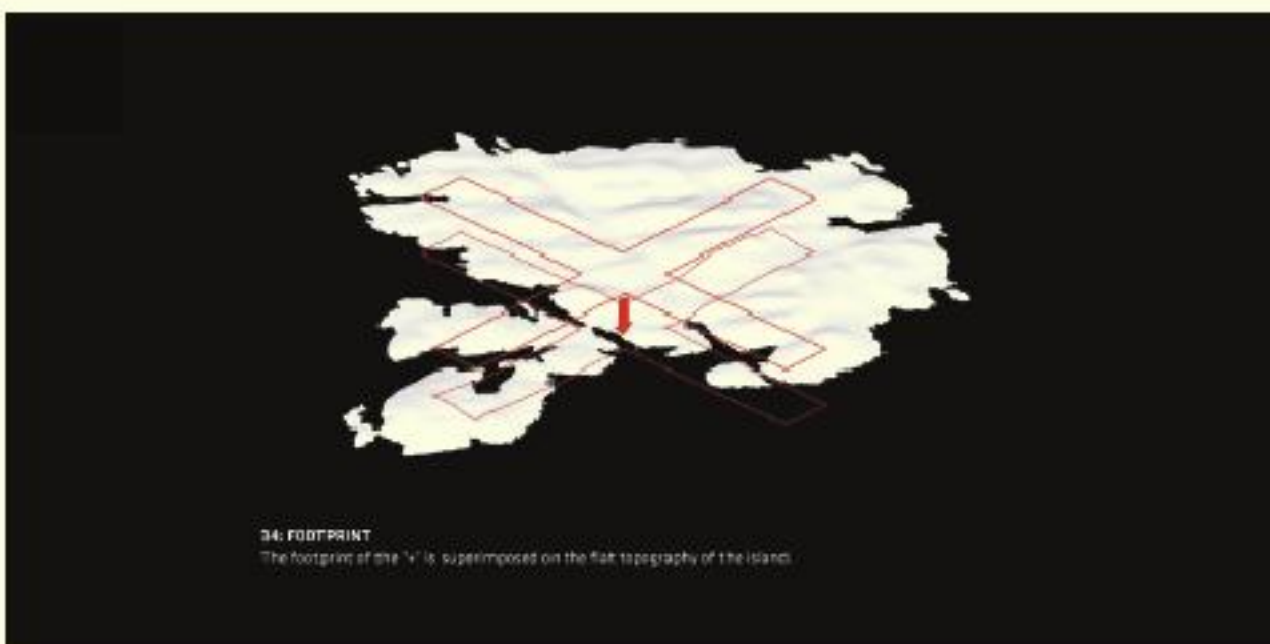 34: FOOTPRINT
The footprint of the "+" is superimposed on the flat topography of the island.